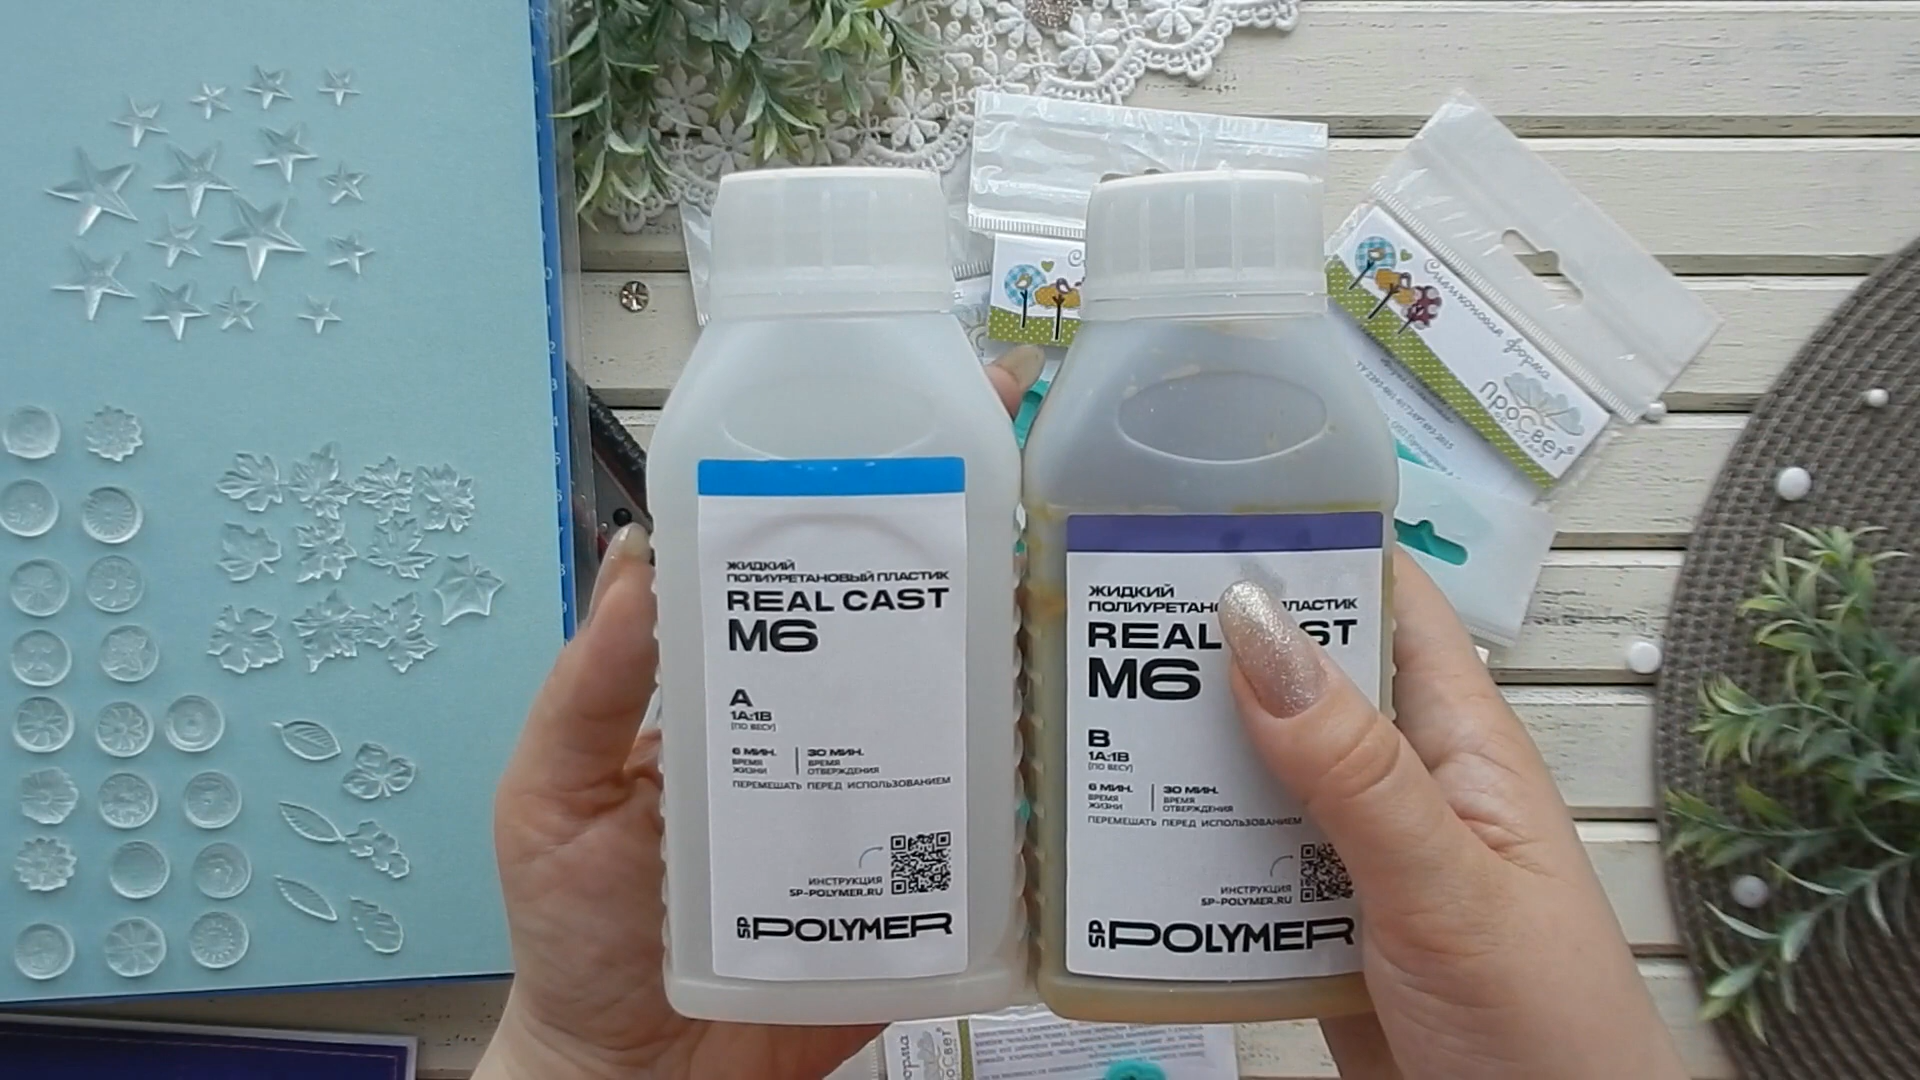 ЖИДКИЙ
ПОЛИУРЕТАНОВЫЙ ПЛАСТИК
REAL CAST
M6
A
1A:1B
(ПО ВЕСУ)
6 МИН.
ВРЕМЯ
ЖИЗНИ
30 МИН.
ВРЕМЯ
ОТВЕРЖДЕНИЯ
ПЕРЕМЕШАТЬ ПЕРЕД ИСПОЛЬЗОВАНИЕМ
ИНСТРУКЦИЯ
SP-POLYMER.RU
SP POLYMER
ЖИДКИЙ
ПОЛИУРЕТАН ПЛАСТИК
REAL ST
M6
B
1A:1B
(ПО ВЕСУ)
6 МИН.
ВРЕМЯ
ЖИЗНИ
30 МИН.
ВРЕМЯ
ОТВЕРЖДЕНИЯ
ПЕРЕМЕШАТЬ ПЕРЕД ИСПОЛЬЗОВАНИЕМ
ИНСТРУКЦИЯ
SP-POLYMER.RU
SP POLYMER
Силиконовая форма
ПроСвет®